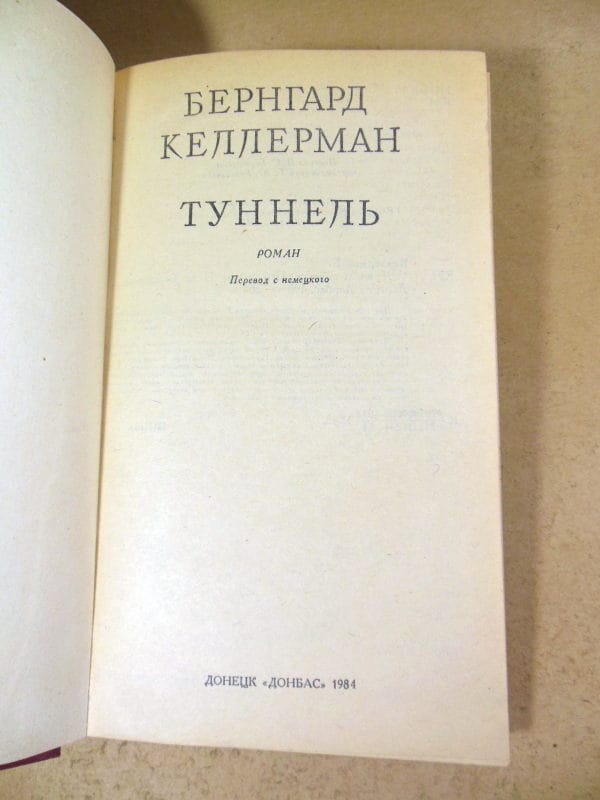 БЕРНГАРД
КЕЛЛЕРМАН
ТУННЕЛЬ
РОМАН
Перевод с немецкого
ДОНЕЦК «ДОНБАС» 1984